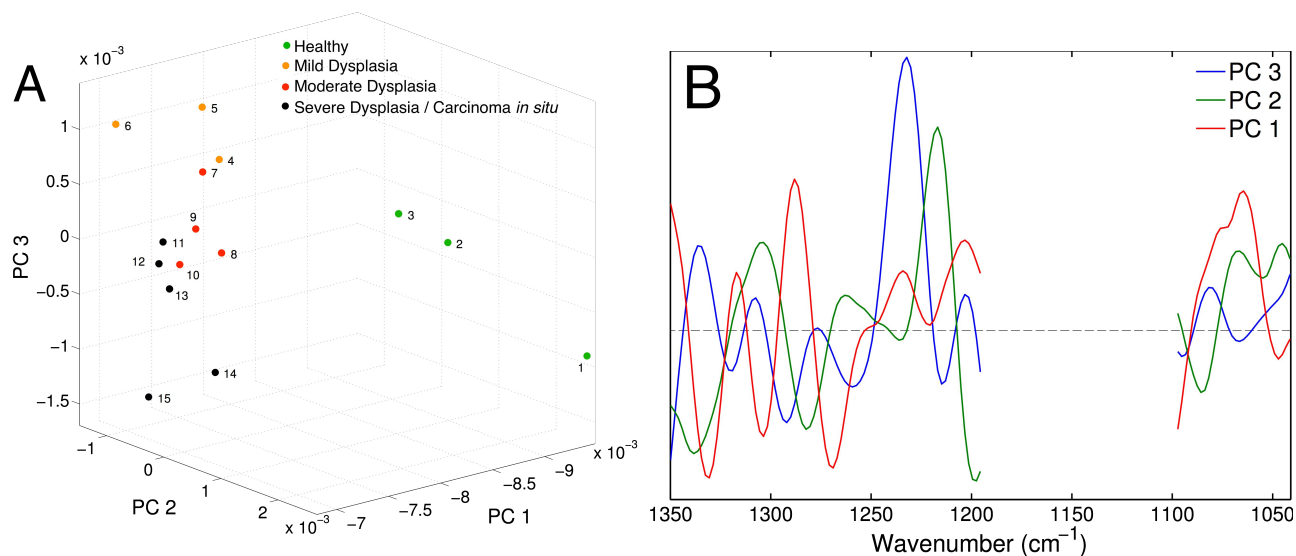 A
x 10⁻³
Healthy
Mild Dysplasia
Moderate Dysplasia
Severe Dysplasia / Carcinoma in situ
PC 3
1
0.5
0
−0.5
−1
−1.5
6
5
4
7
9
8
11
12
10
13
14
15
3
2
1
−1
0
1
2
x 10⁻³
PC 2
−7
−7.5
−8
−8.5
−9
x 10⁻³
PC 1
B
PC 3
PC 2
PC 1
1350
1300
1250
1200
1150
1100
1050
Wavenumber (cm⁻¹)